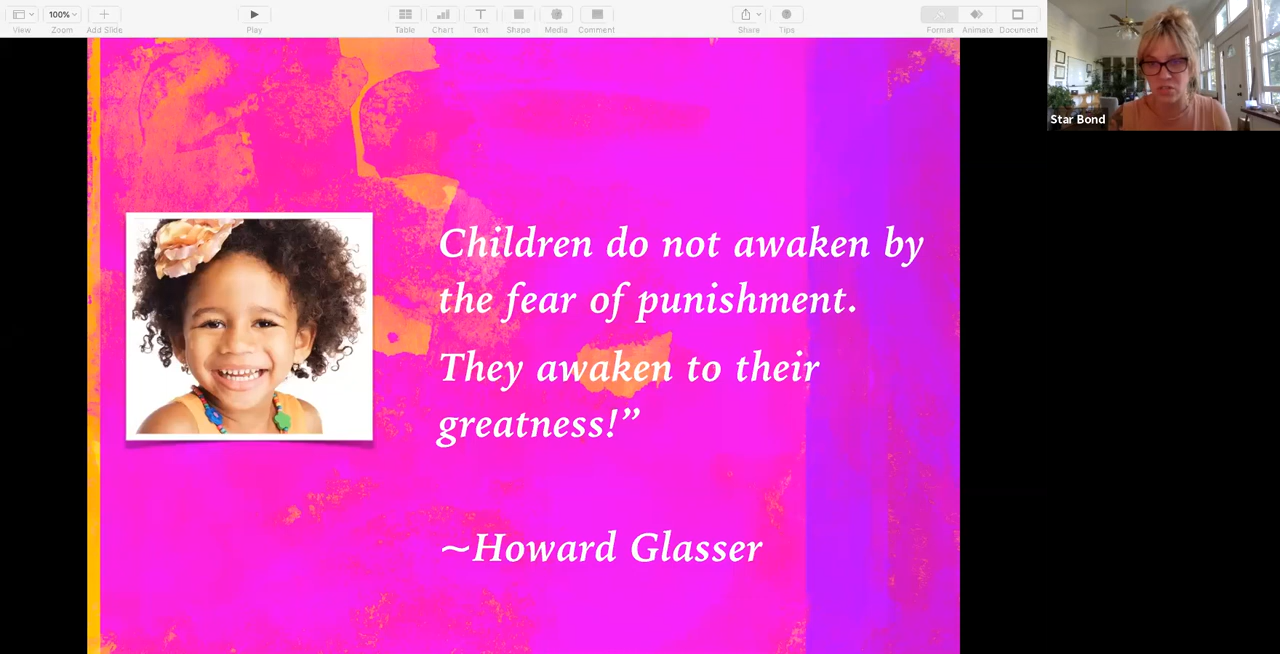 100%
View
Zoom
Add Slide
Play
Table
Chart
Text
Shape
Media
Comment
Share
Tips
Format
Animate
Document
Star Bond
Children do not awaken by
the fear of punishment.
They awaken to their
greatness!”
~Howard Glasser